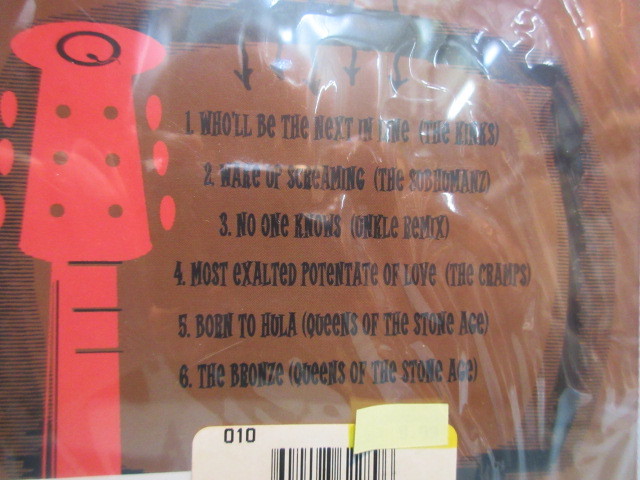 Q
1. WHO'LL BE THE NEXT IN LINE (THE KINKS)
2. WAKE UP SCREAMING (THE SUBHUMANZ)
3. NO ONE KNOWS (UNKLE REMIX)
4. MOST EXALTED POTENTATE OF LOVE (THE CRAMPS)
5. BORN TO HULA (QUEENS OF THE STONE AGE)
6. THE BRONZE (QUEENS OF THE STONE AGE)
010